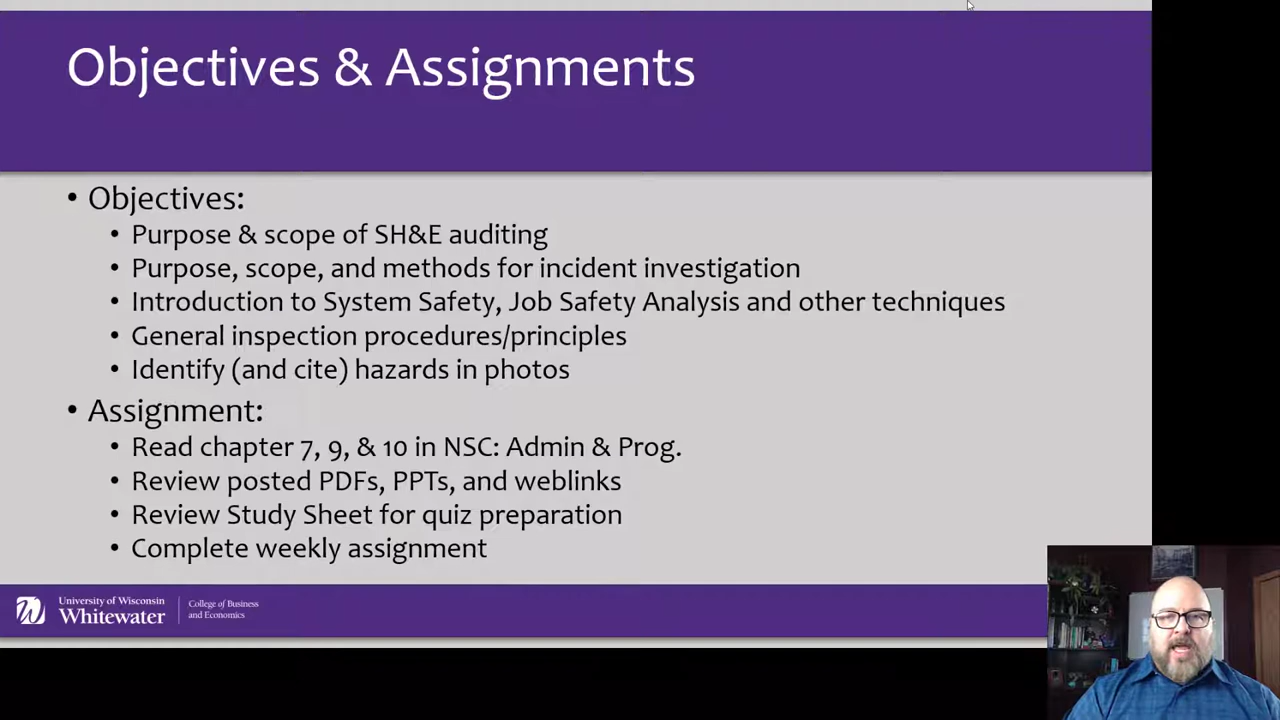 Objectives & Assignments
• Objectives:
• Purpose & scope of SH&E auditing
• Purpose, scope, and methods for incident investigation
• Introduction to System Safety, Job Safety Analysis and other techniques
• General inspection procedures/principles
• Identify (and cite) hazards in photos
• Assignment:
• Read chapter 7, 9, & 10 in NSC: Admin & Prog.
• Review posted PDFs, PPTs, and weblinks
• Review Study Sheet for quiz preparation
• Complete weekly assignment
University of Wisconsin
Whitewater
College of Business
and Economics